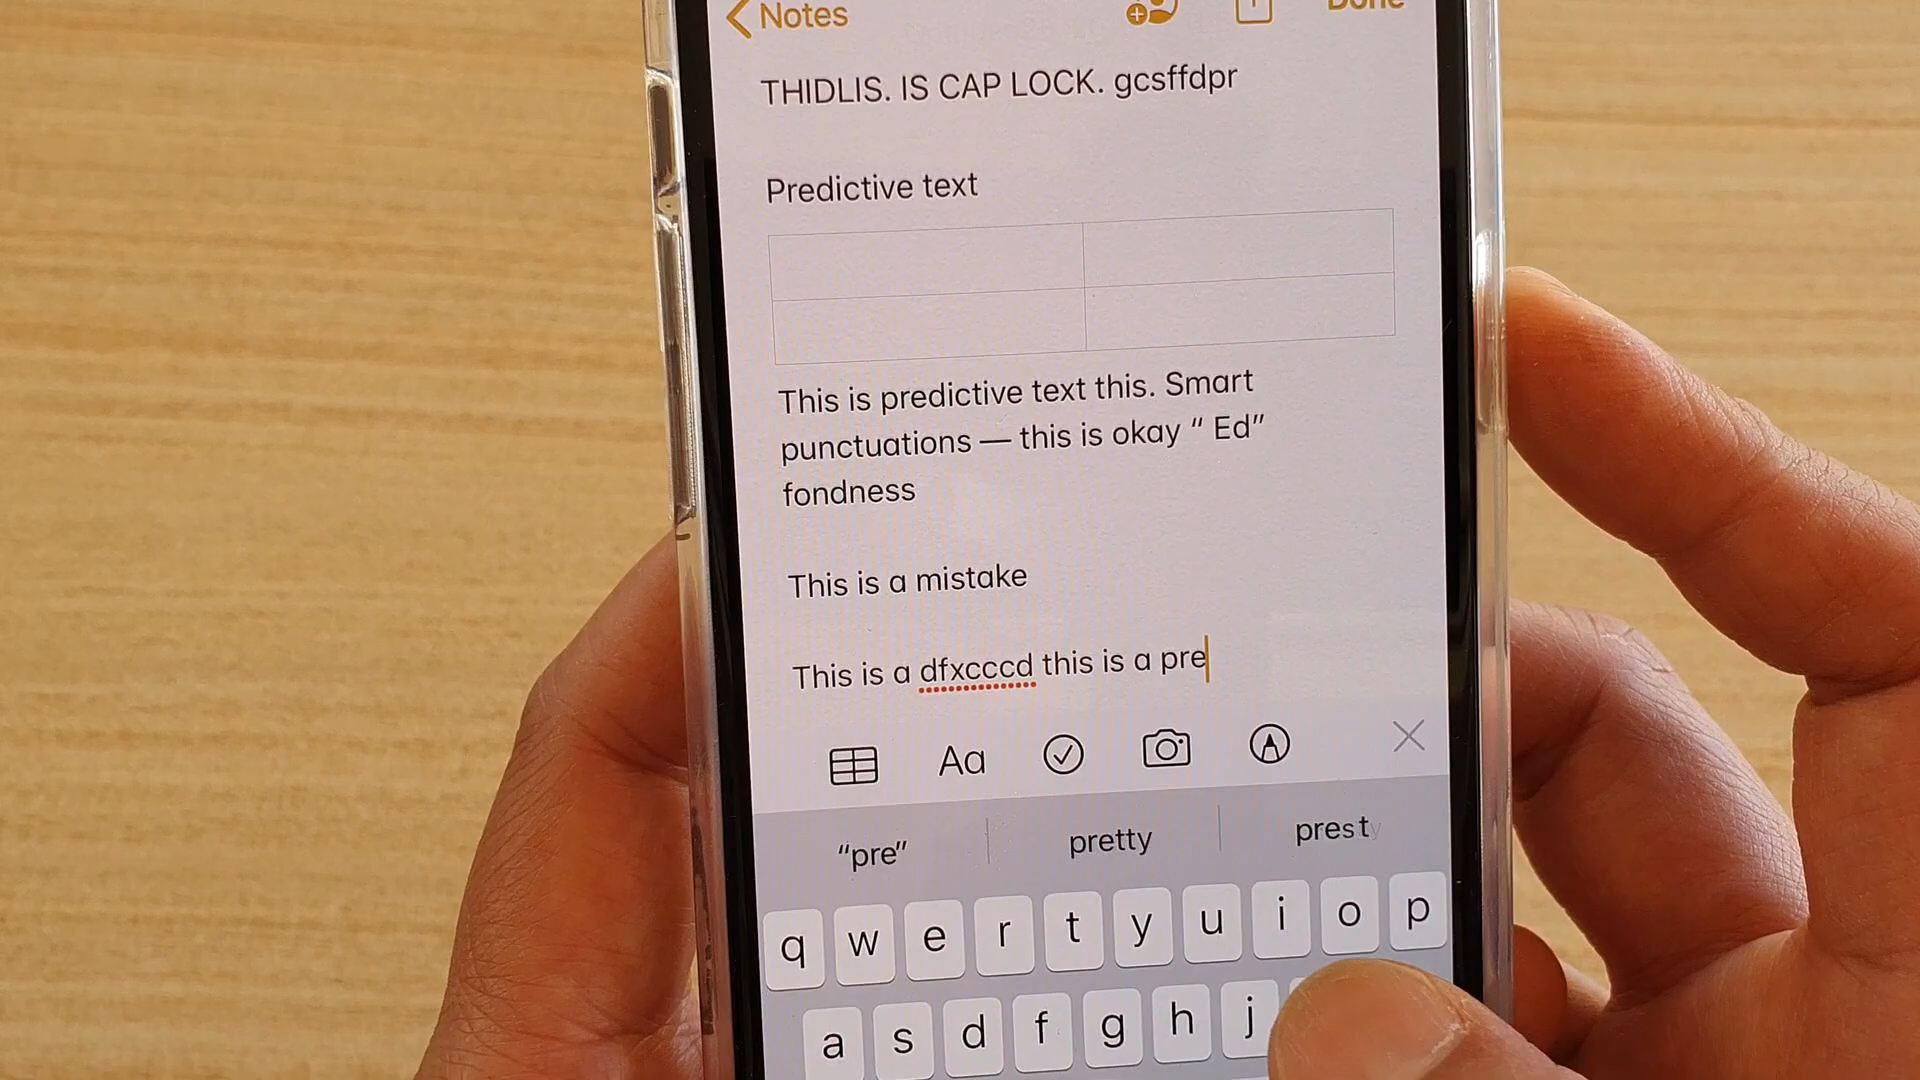 Notes Done
THIDLIS. IS CAP LOCK. gcsffdpr
Predictive text
This is predictive text this. Smart
punctuations — this is okay “ Ed”
fondness
This is a mistake
This is a dfxcccd this is a pre
Aa
“pre” pretty
q w e r t y u i o p
a s d f g h j